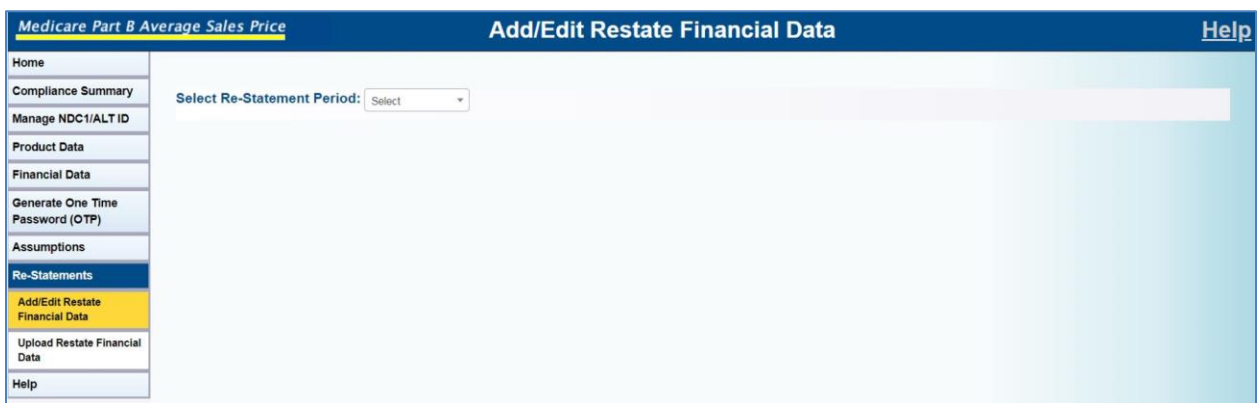 Medicare Part B Average Sales Price
Add/Edit Restate Financial Data
Help
Home
Compliance Summary
Manage NDC1/ALT ID
Product Data
Financial Data
Generate One Time
Password (OTP)
Assumptions
Re-Statements
Add/Edit Restate
Financial Data
Upload Restate Financial
Data
Help
Select Re-Statement Period: Select